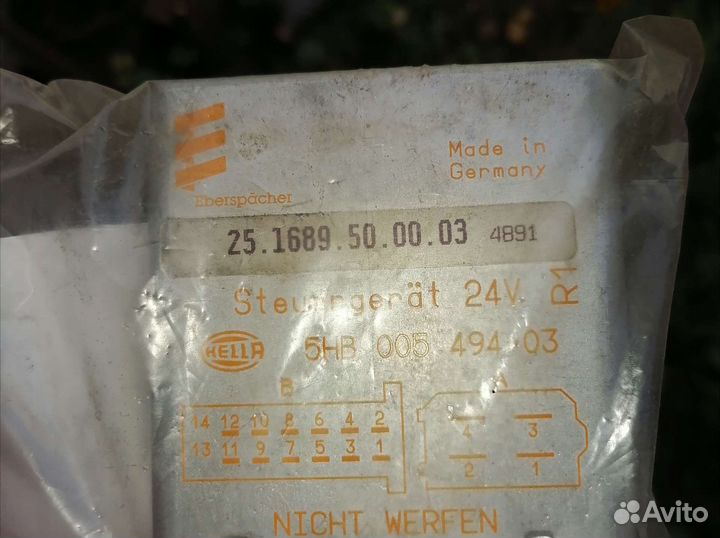 Made in
Germany
Eberspächer
25.1689.50.00.03 4891
Steuergerät 24V R1
HELLA 5HB 005 494-03
B A
14 12 10 8 6 4 2
13 11 9 7 5 3 1
4 3
2 1
NICHT WERFEN
Avito